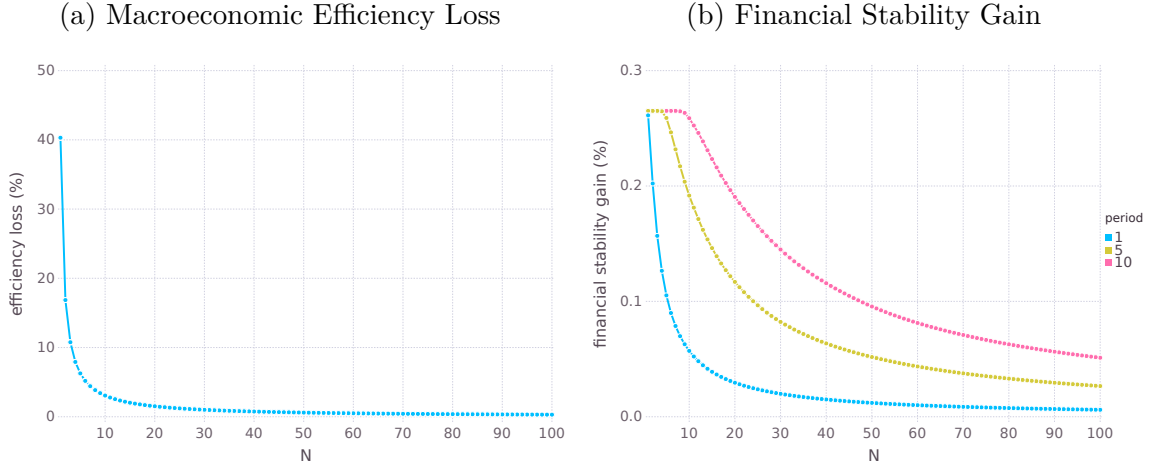 (a) Macroeconomic Efficiency Loss
efficiency loss (%)
50
40
30
20
10
0
10 20 30 40 50 60 70 80 90 100
N
(b) Financial Stability Gain
financial stability gain (%)
0.3
0.2
0.1
0.0
10 20 30 40 50 60 70 80 90 100
N
period
1
5
10